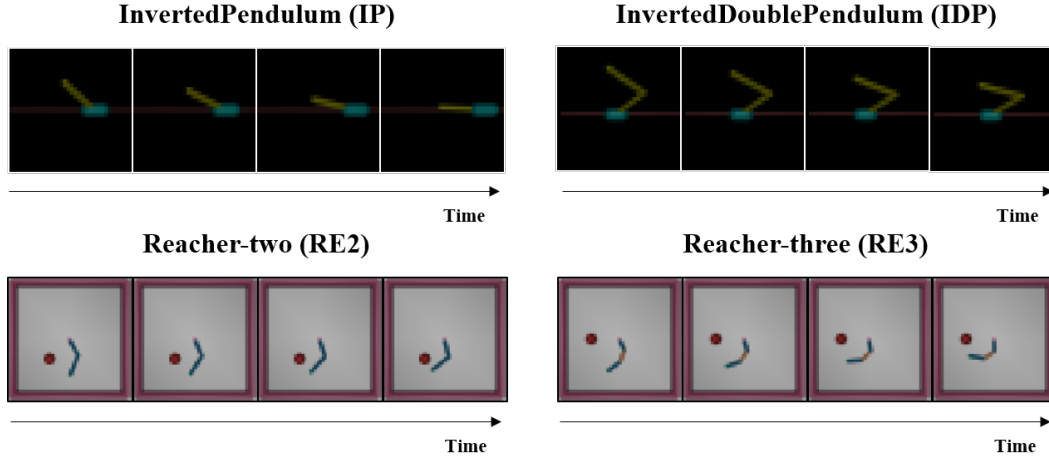 InvertedPendulum (IP)
InvertedDoublePendulum (IDP)
Time
Time
Reacher-two (RE2)
Reacher-three (RE3)
Time
Time